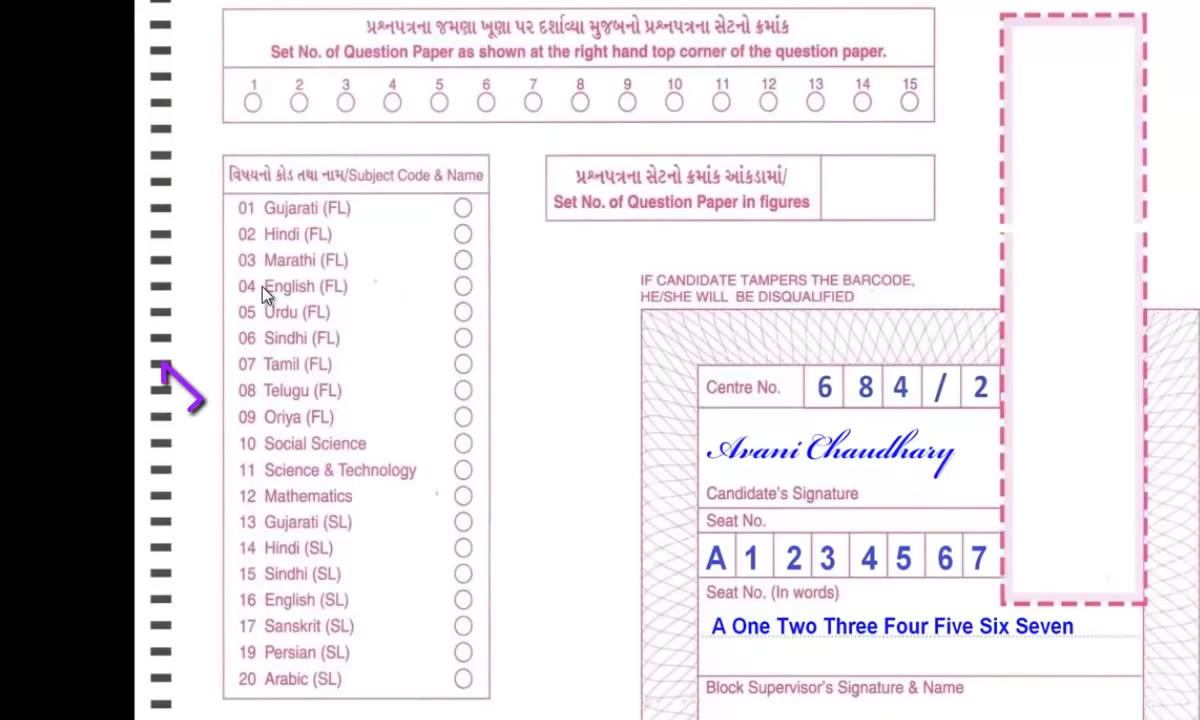 પ્રશ્નપત્રના જમણા ખૂણા પર દર્શાવ્યા મુજબનો પ્રશ્નપત્રના સેટનો ક્રમાંક
Set No. of Question Paper as shown at the right hand top corner of the question paper.
1 2 3 4 5 6 7 8 9 10 11 12 13 14 15
વિષયનો કોડ તથા નામ/Subject Code & Name
01 Gujarati (FL)
02 Hindi (FL)
03 Marathi (FL)
04 English (FL)
05 Urdu (FL)
06 Sindhi (FL)
07 Tamil (FL)
08 Telugu (FL)
09 Oriya (FL)
10 Social Science
11 Science & Technology
12 Mathematics
13 Gujarati (SL)
14 Hindi (SL)
15 Sindhi (SL)
16 English (SL)
17 Sanskrit (SL)
19 Persian (SL)
20 Arabic (SL)
પ્રશ્નપત્રના સેટનો ક્રમાંક આંકડામાં/
Set No. of Question Paper in figures
IF CANDIDATE TAMPERS THE BARCODE,
HE/SHE WILL BE DISQUALIFIED
Centre No. 6 8 4 / 2
Avani Chaudhary
Candidate's Signature
Seat No.
A 1 2 3 4 5 6 7
Seat No. (In words)
A One Two Three Four Five Six Seven
Block Supervisor's Signature & Name